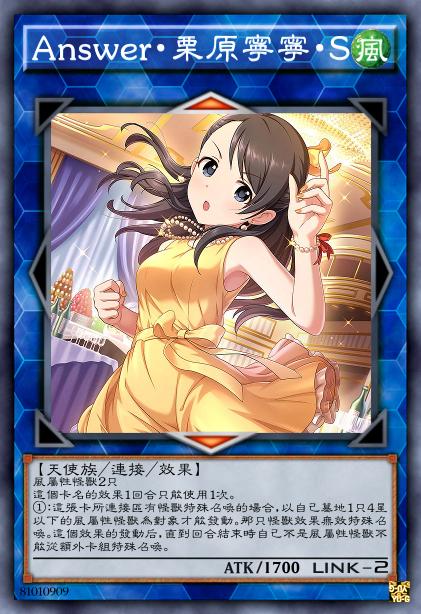 Answer・栗原寧寧・S 風
【天使族／連接／效果】
風屬性怪獸2只
這個卡名的效果1回合只能使用1次。
①：這張卡所連接區有怪獸特殊召喚的場合，以自己墓地1只4星
以下的風屬性怪獸為對象才能發動。那只怪獸效果無效特殊召
喚。這個效果的發動後，直到回合結束時自己不是風屬性怪獸不
能從額外卡組特殊召喚。
ATK/1700 LINK-2
81010909